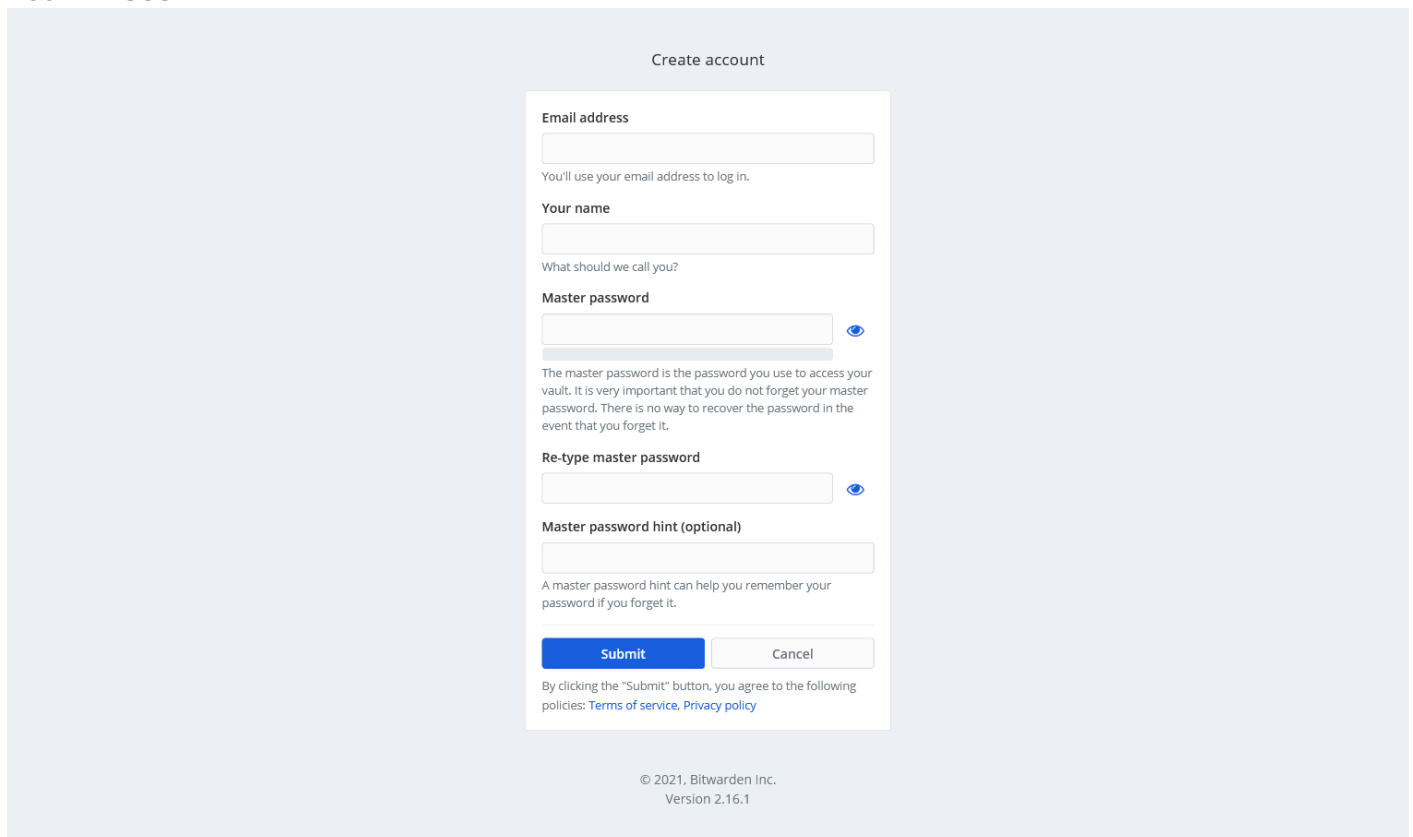 Create account
Email address
You'll use your email address to log in.
Your name
What should we call you?
Master password
The master password is the password you use to access your
vault. It is very important that you do not forget your master
password. There is no way to recover the password in the
event that you forget it.
Re-type master password
Master password hint (optional)
A master password hint can help you remember your
password if you forget it.
Submit
Cancel
By clicking the "Submit" button, you agree to the following
policies: Terms of service, Privacy policy
© 2021, Bitwarden Inc.
Version 2.16.1